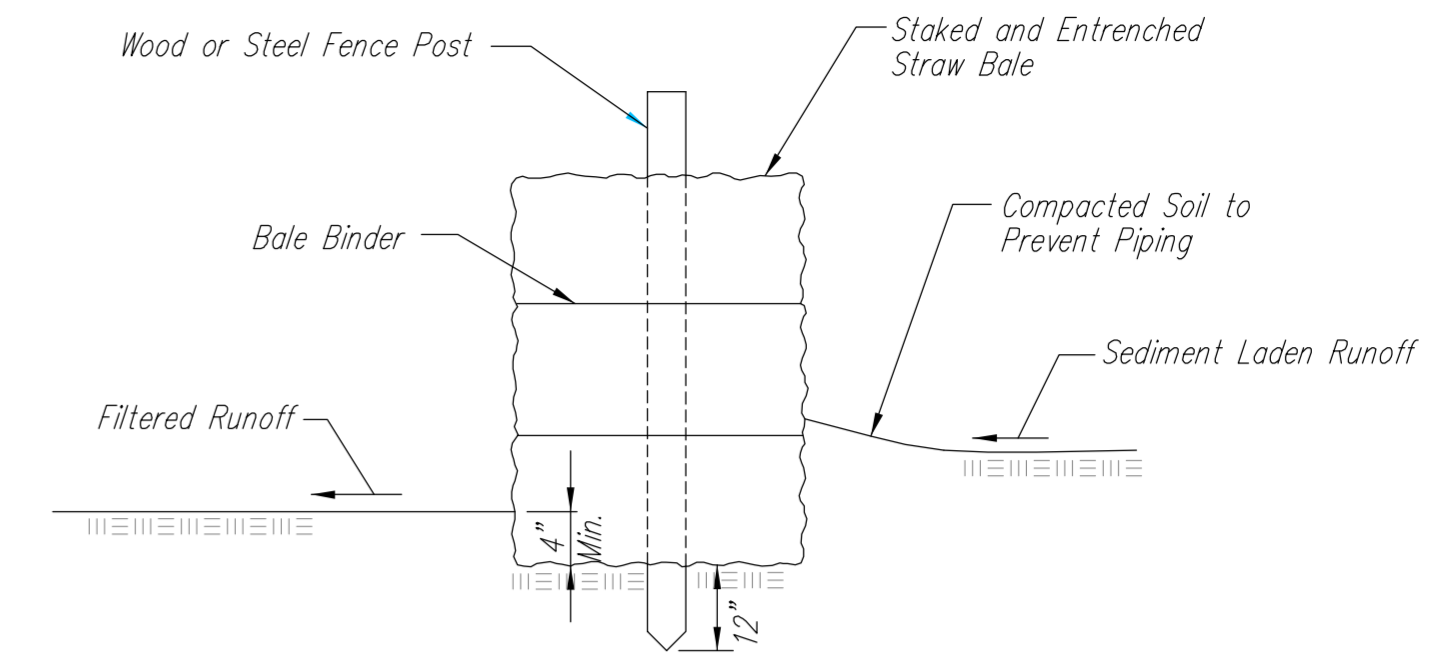 Wood or Steel Fence Post
Staked and Entrenched
Straw Bale
Bale Binder
Compacted Soil to
Prevent Piping
Sediment Laden Runoff
Filtered Runoff
4”
Min.
12”